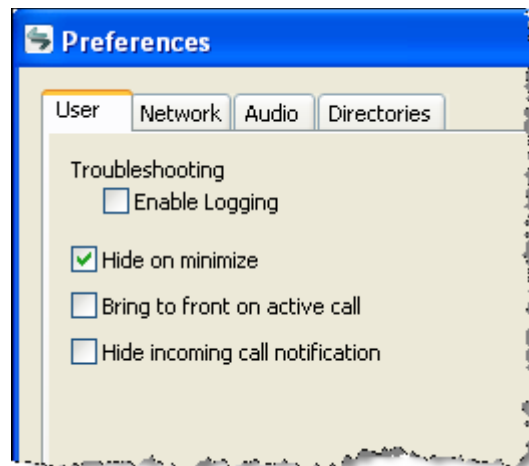 Preferences
User Network Audio Directories
Troubleshooting
Enable Logging
Hide on minimize
Bring to front on active call
Hide incoming call notification